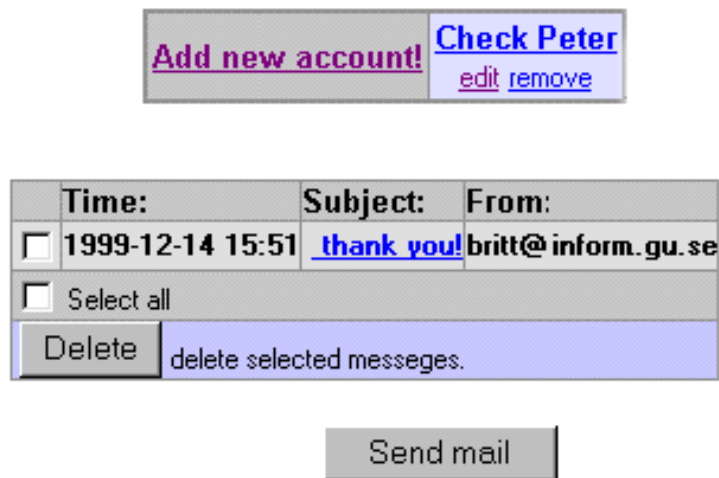 Add new account! Check Peter
edit remove
Time: Subject: From:
1999-12-14 15:51 thank you! britt@inform.gu.se
Select all
Delete delete selected messeges.
Send mail